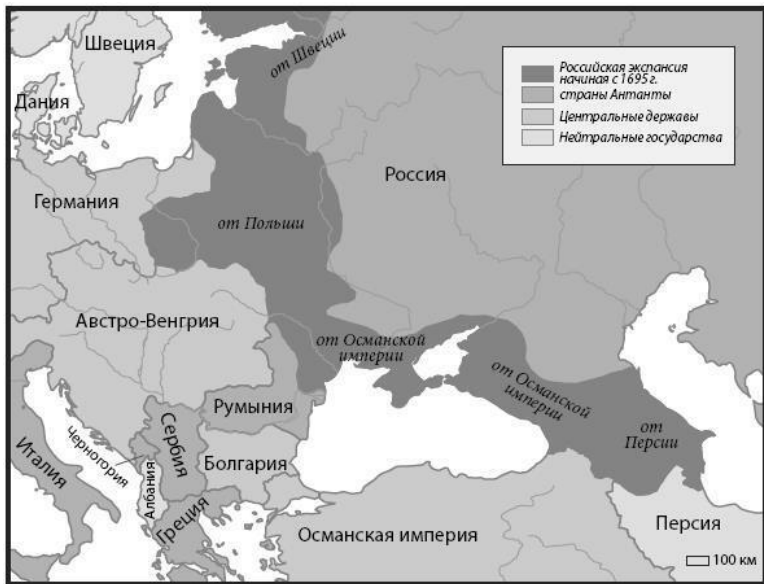 Швеция
от Швеции
Российская экспансия
начиная с 1695 г.
страны Антанты
Центральные державы
Нейтральные государства
Дания
Россия
Германия
от Польши
Австро-Венгрия
от Османской
империи
от Османской
империи
от
Персии
Румыния
Сербия
Черногория
Италия
Албания
Болгария
Греция
Османская империя
Персия
100 км